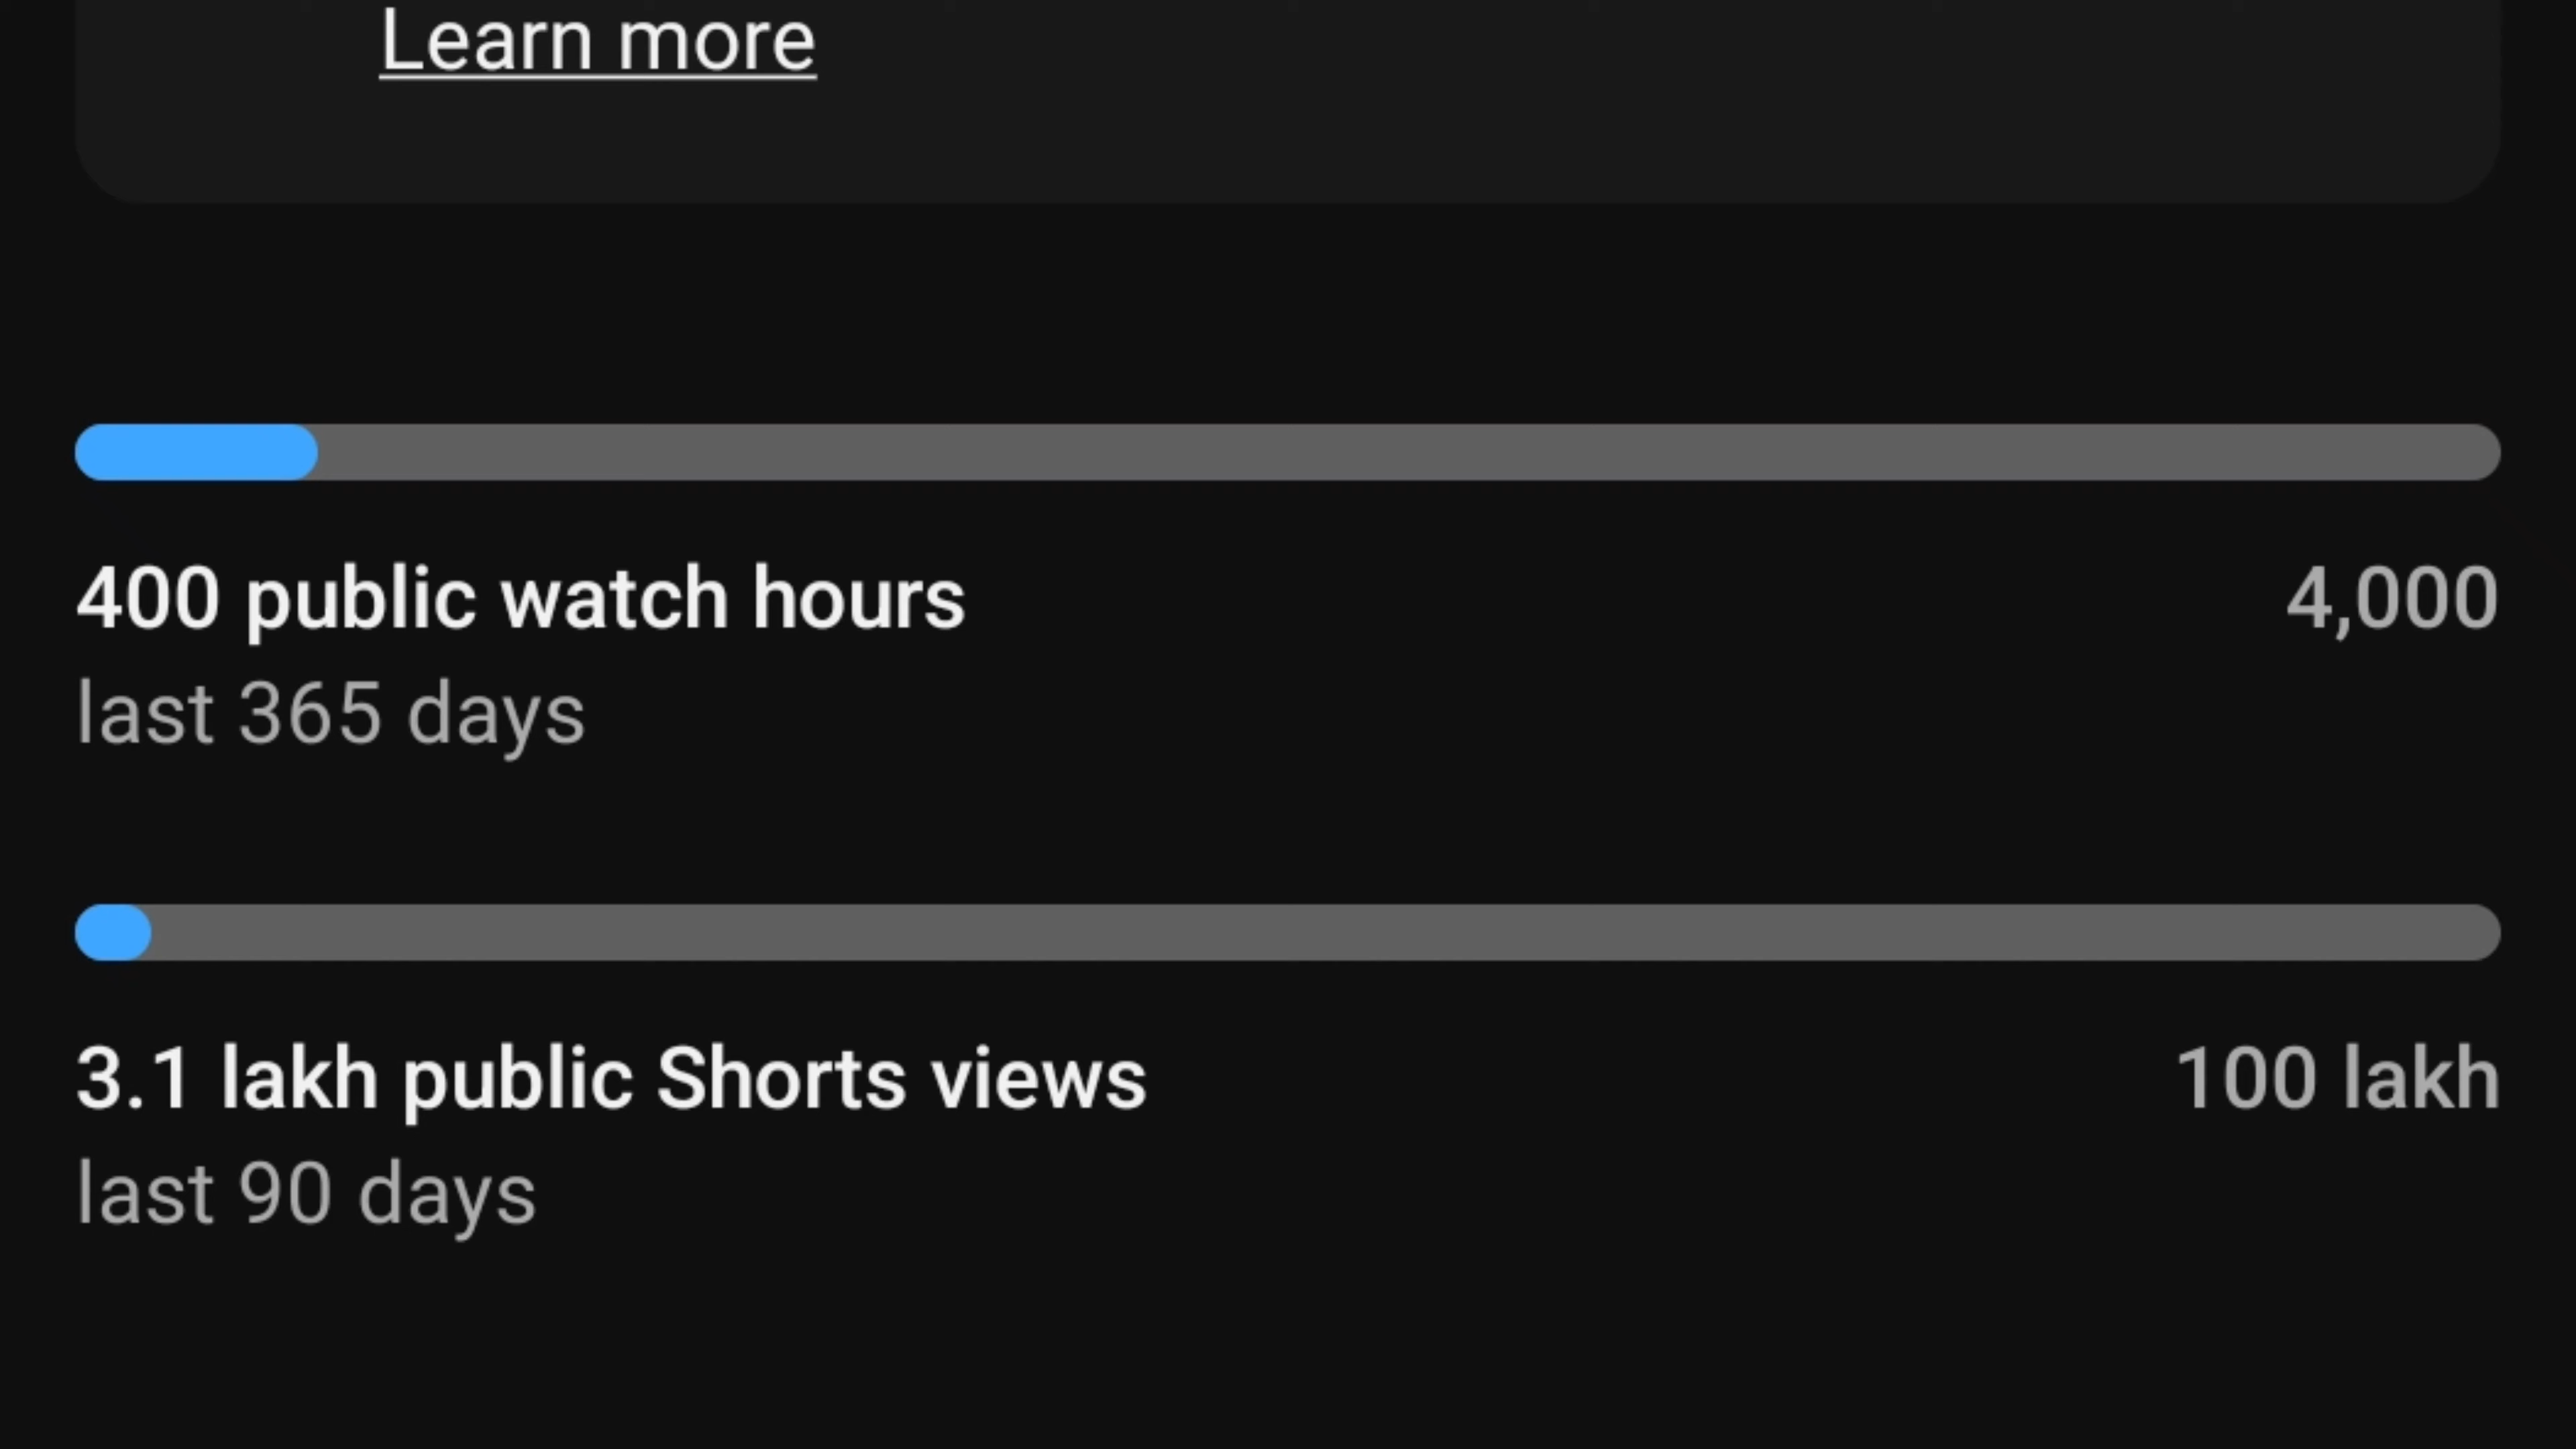 Learn more
400 public watch hours 4,000
last 365 days
3.1 lakh public Shorts views 100 lakh
last 90 days